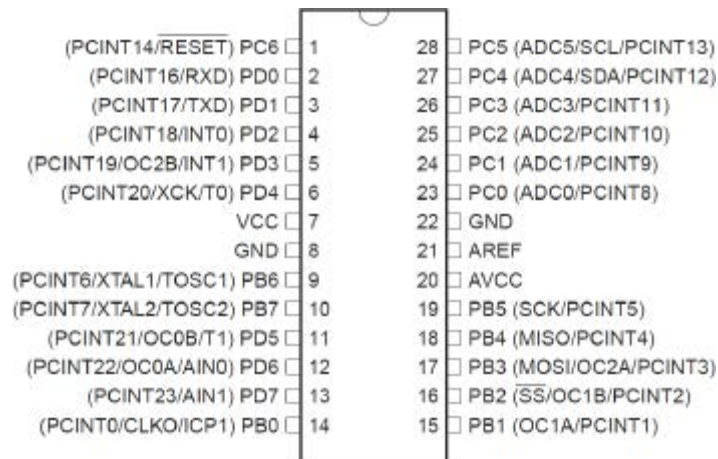 (PCINT14/RESET) PC6 1 28 PC5 (ADC5/SCL/PCINT13)
(PCINT16/RXD) PD0 2 27 PC4 (ADC4/SDA/PCINT12)
(PCINT17/TXD) PD1 3 26 PC3 (ADC3/PCINT11)
(PCINT18/INT0) PD2 4 25 PC2 (ADC2/PCINT10)
(PCINT19/OC2B/INT1) PD3 5 24 PC1 (ADC1/PCINT9)
(PCINT20/XCK/T0) PD4 6 23 PC0 (ADC0/PCINT8)
VCC 7 22 GND
GND 8 21 AREF
(PCINT6/XTAL1/TOSC1) PB6 9 20 AVCC
(PCINT7/XTAL2/TOSC2) PB7 10 19 PB5 (SCK/PCINT5)
(PCINT21/OC0B/T1) PD5 11 18 PB4 (MISO/PCINT4)
(PCINT22/OC0A/AIN0) PD6 12 17 PB3 (MOSI/OC2A/PCINT3)
(PCINT23/AIN1) PD7 13 16 PB2 (SS/OC1B/PCINT2)
(PCINT0/CLKO/ICP1) PB0 14 15 PB1 (OC1A/PCINT1)